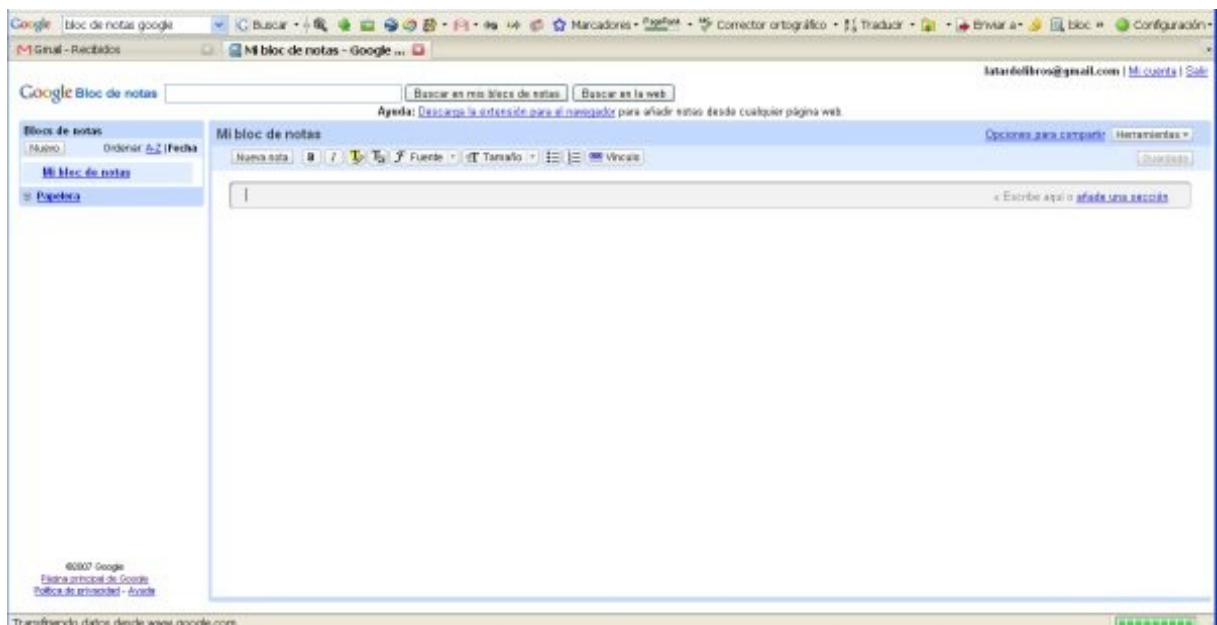 Google bloc de notas google Buscar Marcadores PageRank Corrector ortográfico Traducir Enviar a bloc Configuración
Gmail - Recibidos Mi bloc de notas - Google ...
latardelibros@gmail.com | Mi cuenta | Salir
Google Bloc de notas Buscar en mis blocs de notas Buscar en la web
Ayuda: Descarga la extensión para el navegador para añadir notas desde cualquier página web.
Blocs de notas Mi bloc de notas Opciones para compartir Herramientas
Nuevo Ordenar A-Z | Fecha Nueva nota B I Fuente Tamaño Vínculo Guardado
Mi bloc de notas
Papelera « Escribe aquí o añade una sección
©2007 Google
Página principal de Google
Política de privacidad - Ayuda
Transfiriendo datos desde www.google.com